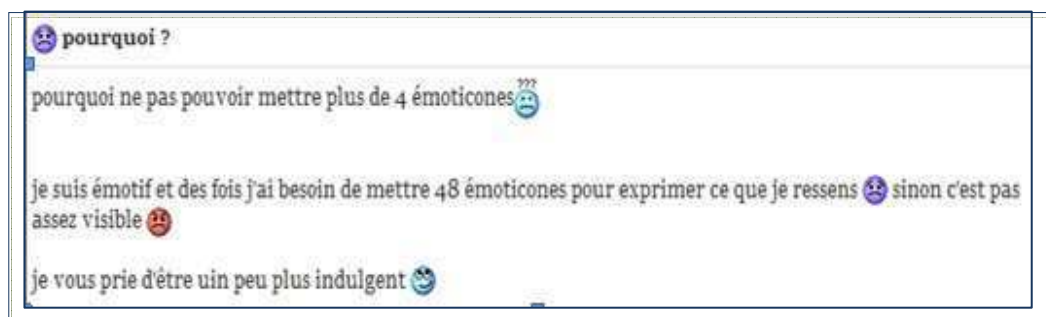 pourquoi ?
pourquoi ne pas pouvoir mettre plus de 4 émoticones ???
je suis émotif et des fois j'ai besoin de mettre 48 émoticones pour exprimer ce que je ressens sinon c'est pas
assez visible
je vous prie d'être uin peu plus indulgent